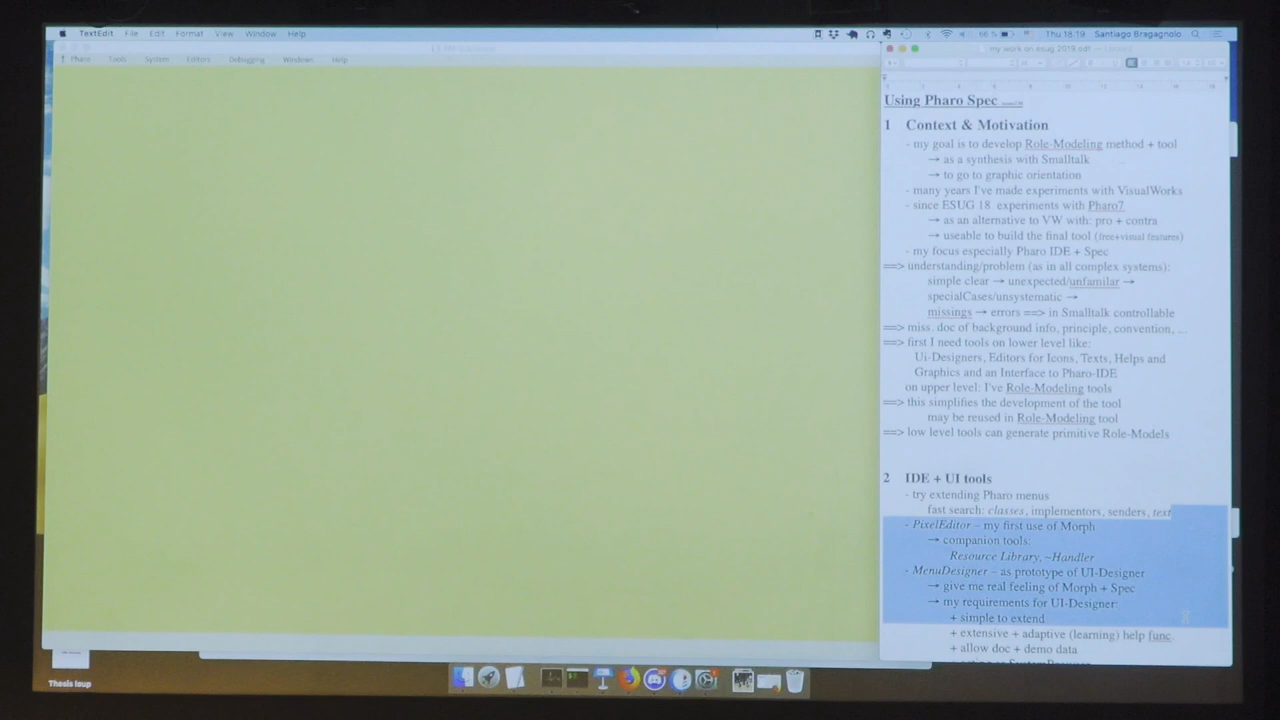 TextEdit File Edit Format View Window Help
66 % Thu 18:19 Santiago Bragagnolo
Pharo Tools System Editors Debugging Windows Help
my work on esug 2019.odt
Using Pharo Spec
1 Context & Motivation
- my goal is to develop Role-Modeling method + tool
→ as a synthesis with Smalltalk
→ to go to graphic orientation
- many years I've made experiments with VisualWorks
- since ESUG 18 experiments with Pharo7
→ as an alternative to VW with: pro + contra
→ useable to build the final tool (free+visual features)
- my focus especially Pharo IDE + Spec
==> understanding/problem (as in all complex systems):
simple clear → unexpected/unfamilar →
specialCases/unsystematic →
missings → errors ==> in Smalltalk controllable
==> miss. doc of background info, principle, convention, ...
==> first I need tools on lower level like:
Ui-Designers, Editors for Icons, Texts, Helps and
Graphics and an Interface to Pharo-IDE
on upper level: I've Role-Modeling tools
==> this simplifies the development of the tool
may be reused in Role-Modeling tool
==> low level tools can generate primitive Role-Models
2 IDE + UI tools
- try extending Pharo menus
fast search: classes, implementors, senders, text
- PixelEditor – my first use of Morph
→ companion tools:
Resource Library, ~Handler
- MenuDesigner – as prototype of UI-Designer
→ give me real feeling of Morph + Spec
→ my requirements for UI-Designer:
+ simple to extend
+ extensive + adaptive (learning) help func.
+ allow doc + demo data
Thesis loup